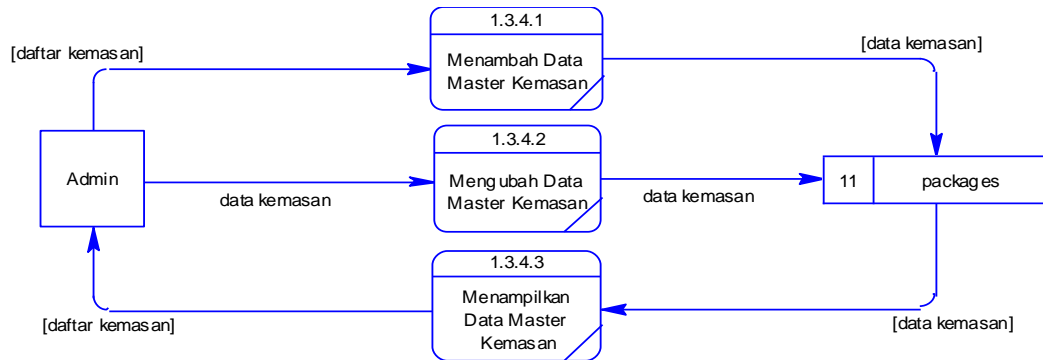 1.3.4.1
[daftar kemasan]
Menambah Data
Master Kemasan
[data kemasan]
1.3.4.2
Admin
data kemasan
Mengubah Data
Master Kemasan
data kemasan
11
packages
1.3.4.3
Menampilkan
Data Master
Kemasan
[daftar kemasan]
[data kemasan]